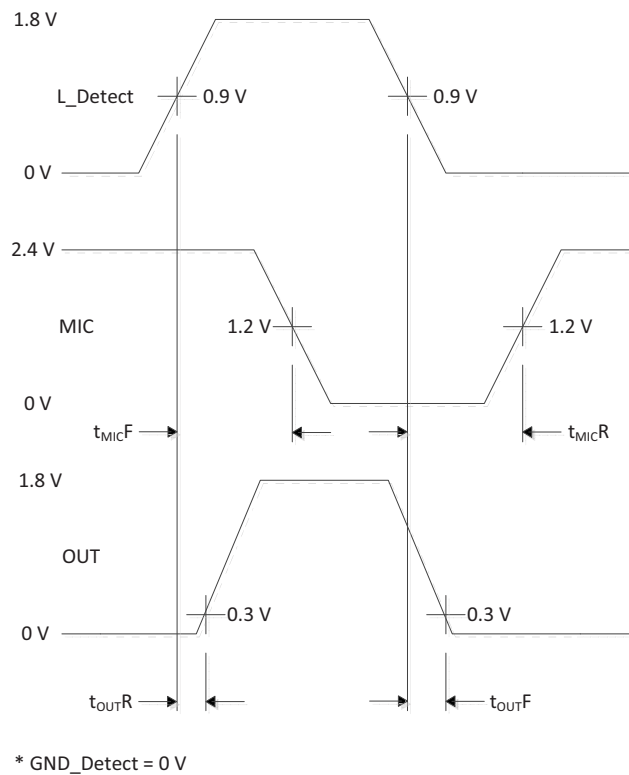 1.8 V
L_Detect
0.9 V
0.9 V
0 V
2.4 V
MIC
1.2 V
1.2 V
0 V
tMICF
tMICR
1.8 V
OUT
0.3 V
0.3 V
0 V
tOUTR
tOUTF
* GND_Detect = 0 V